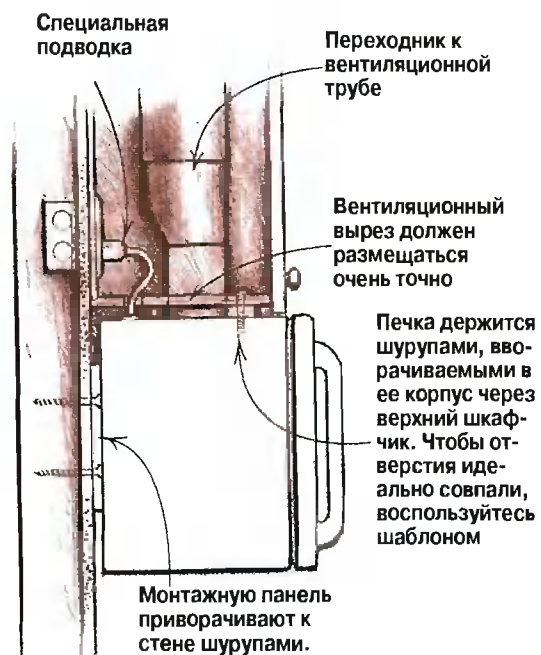 Специальная
подводка
Переходник к
вентиляционной
трубе
Вентиляционный
вырез должен
размещаться
очень точно
Печка держится
шурупами, вво-
рачиваемыми в
ее корпус через
верхний шкаф-
чик. Чтобы от-
верстия иде-
ально совпали,
воспользуйтесь
шаблоном
Монтажную панель
приворачивают к
стене шурупами.